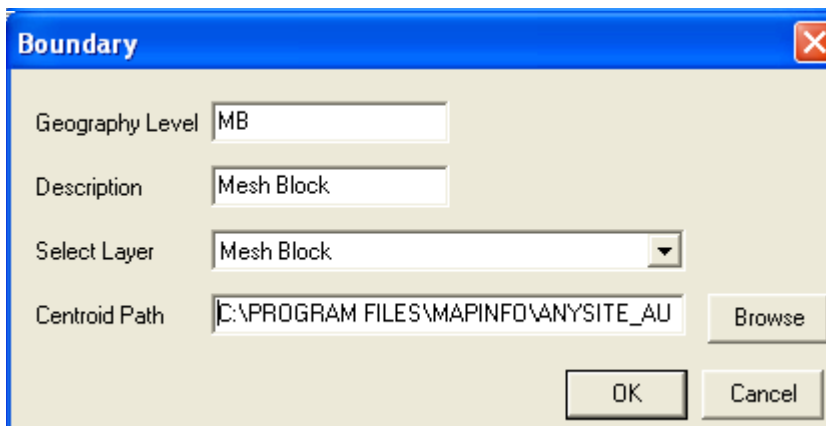 Boundary
Geography Level MB
Description Mesh Block
Select Layer Mesh Block
Centroid Path C:\PROGRAM FILES\MAPINFO\ANYSITE_AU Browse
OK Cancel